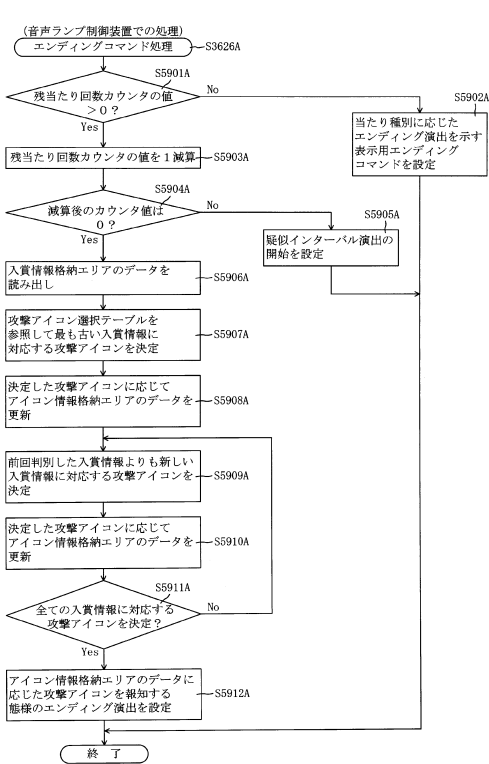 (音声ランプ制御装置での処理)
エンディングコマンド処理
S3626A
S5901A
残当たり回数カウンタの値
>0?
No
Yes
S5902A
当たり種別に応じた
エンディング演出を示す
表示用エンディング
コマンドを設定
残当たり回数カウンタの値を1減算
S5903A
S5904A
減算後のカウンタ値は
0?
No
Yes
S5905A
疑似インターバル演出の
開始を設定
入賞情報格納エリアのデータを
読み出し
S5906A
攻撃アイコン選択テーブルを
参照して最も古い入賞情報に
対応する攻撃アイコンを決定
S5907A
決定した攻撃アイコンに応じて
アイコン情報格納エリアのデータを
更新
S5908A
前回判別した入賞情報よりも新しい
入賞情報に対応する攻撃アイコンを
決定
S5909A
決定した攻撃アイコンに応じて
アイコン情報格納エリアのデータを
更新
S5910A
S5911A
全ての入賞情報に対応する
攻撃アイコンを決定?
No
Yes
アイコン情報格納エリアのデータに
応じた攻撃アイコンを報知する
態様のエンディング演出を設定
S5912A
終了